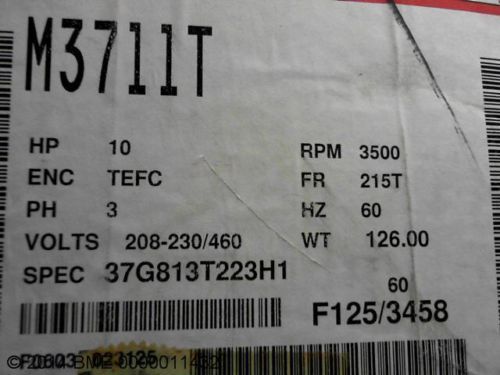 M3711T
HP 10 RPM 3500
ENC TEFC FR 215T
PH 3 HZ 60
VOLTS 208-230/460 WT 126.00
SPEC 37G813T223H1
60
F125/3458